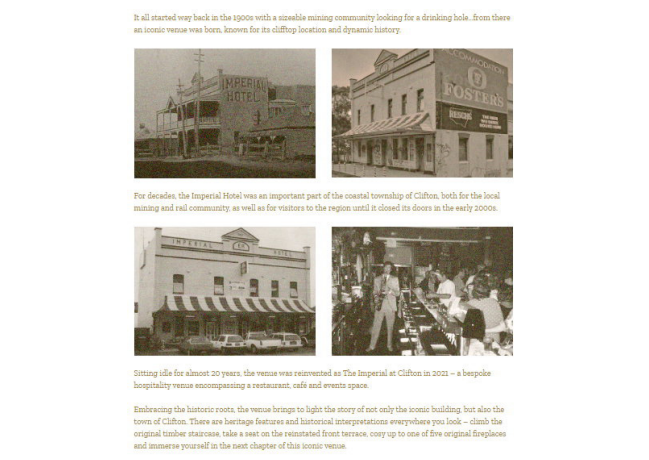 It all started way back in the 1900s with a sizeable mining community looking for a drinking hole...from there
an iconic venue was born, known for its clifftop location and dynamic history.
IMPERIAL
HOTEL
ACCOMMODATION
FOSTER'S
For decades, the Imperial Hotel was an important part of the coastal township of Clifton, both for the local
mining and rail community, as well as for visitors to the region until it closed its doors in the early 2000s.
IMPERIAL HOTEL
Sitting idle for almost 20 years, the venue was reinvented as The Imperial at Clifton in 2021 – a bespoke
hospitality venue encompassing a restaurant, café and events space.
Embracing the historic roots, the venue brings to light the story of not only the iconic building, but also the
town of Clifton. There are heritage features and historical interpretations everywhere you look – climb the
original timber staircase, take a seat on the reinstated front terrace, cosy up to one of five original fireplaces
and immerse yourself in the next chapter of this iconic venue.